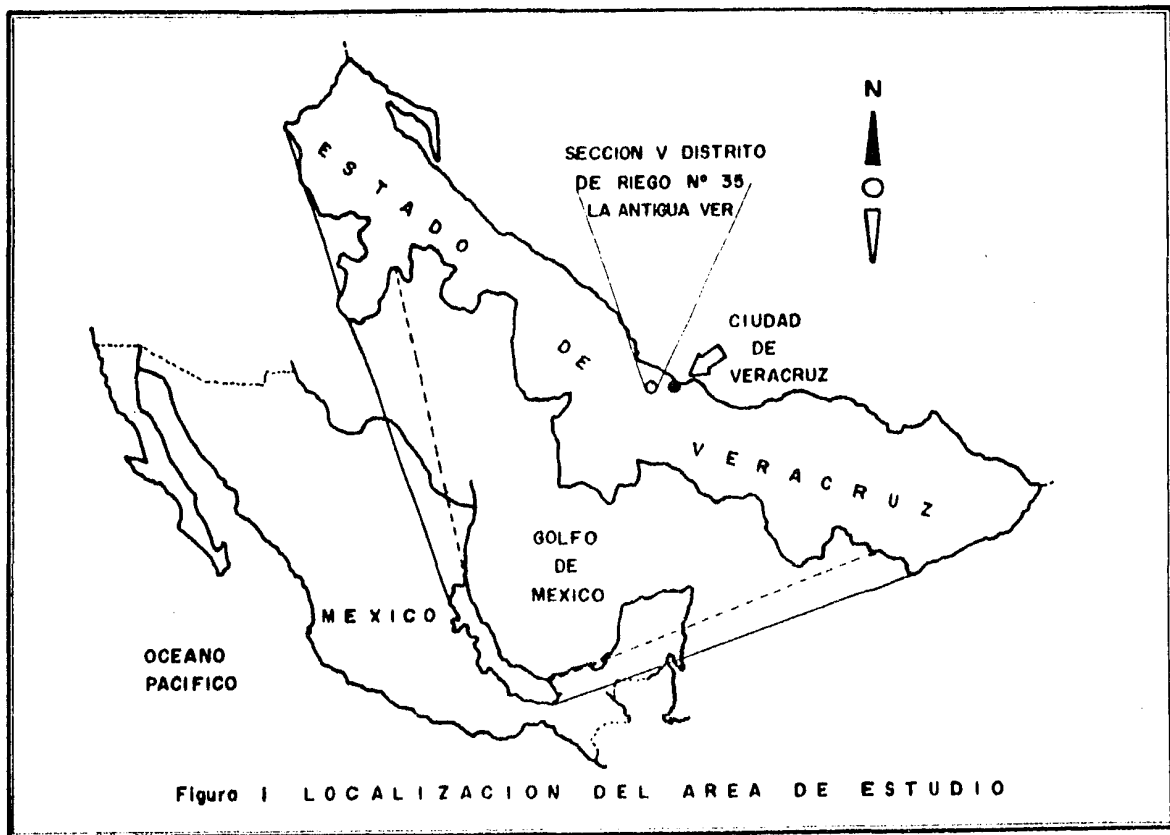 N
SECCION V DISTRITO
DE RIEGO Nº 35
LA ANTIGUA VER
ESTADO
DE
VERACRUZ
CIUDAD
DE
VERACRUZ
GOLFO
DE
MEXICO
MEXICO
OCEANO
PACIFICO
Figura 1 LOCALIZACION DEL AREA DE ESTUDIO